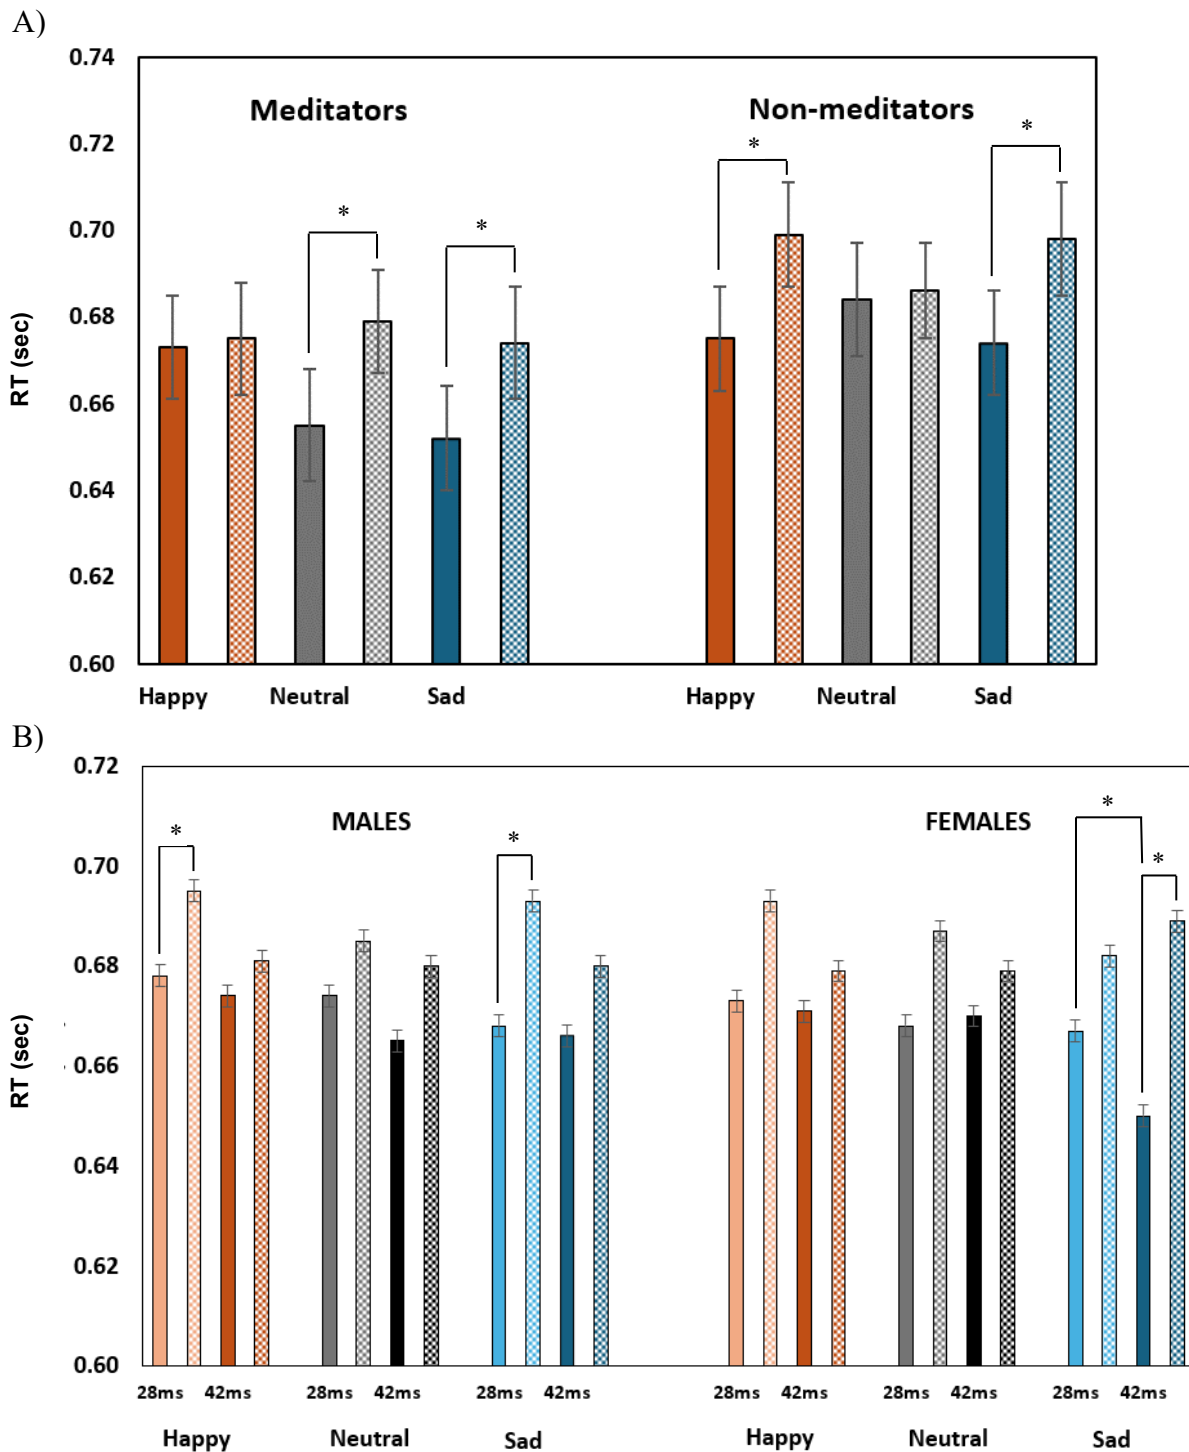 A)
0.74
Meditators Non-meditators
0.72
* *
* *
0.70
0.68
RT (sec)
0.66
0.64
0.62
0.60
Happy Neutral Sad Happy Neutral Sad
B)
0.72
MALES FEMALES
* * * *
0.70
0.68
RT (sec)
0.66
0.64
0.62
0.60
28ms 42ms 28ms 42ms 28ms 42ms 28ms 42ms 28ms 42ms 28ms 42ms
Happy Neutral Sad Happy Neutral Sad